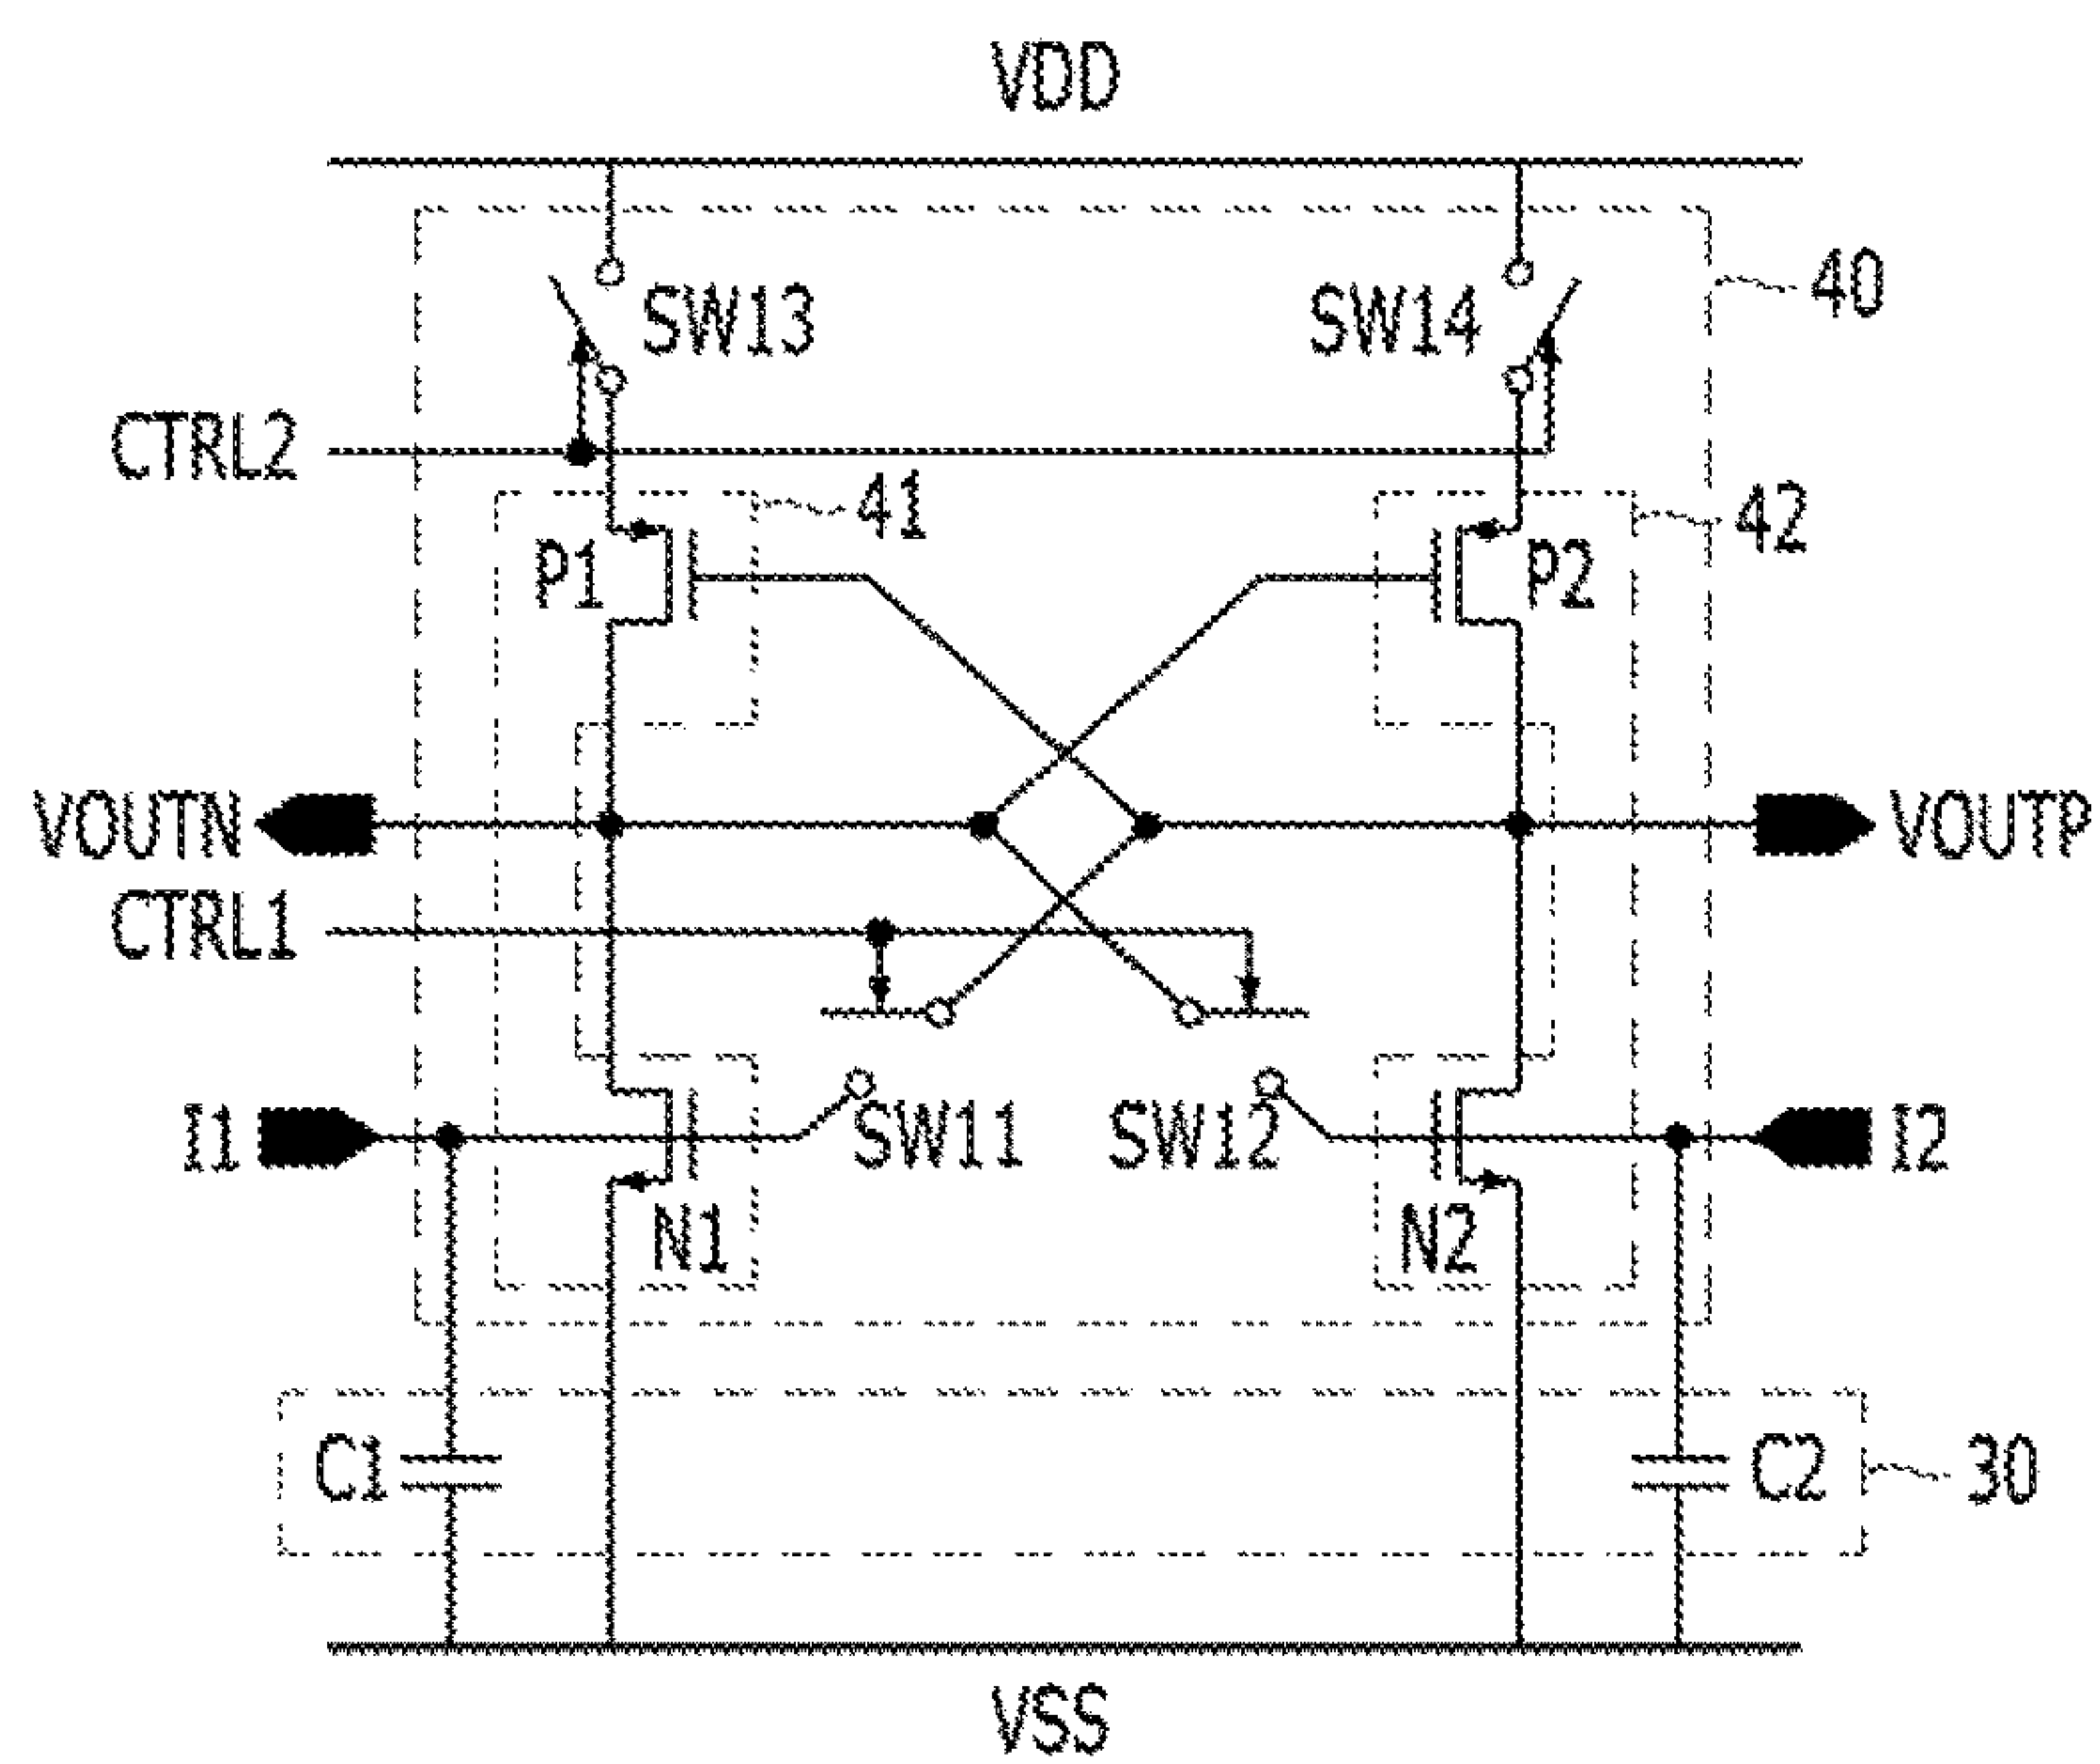 VDD
SW13
SW14
40
CTRL2
41
42
P1
P2
VOUTN
VOUTP
CTRL1
I1
SW11
SW12
I2
N1
N2
C1
C2
30
VSS